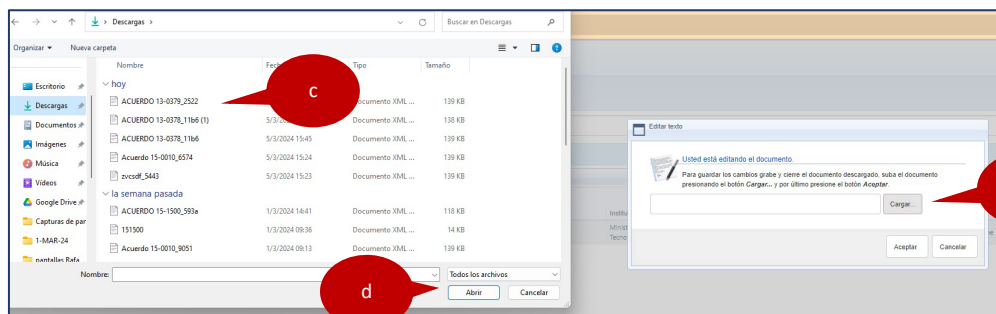 Descargas
Buscar en Descargas
Organizar
Nueva carpeta
Nombre
Tipo
Tamaño
Escritorio
Descargas
Documentos
Imágenes
Música
Vídeos
Google Drive
Capturas de par
1-MAR-24
pantallas Rafa
hoy
ACUERDO 13-0379_2522 Documento XML ... 139 KB
ACUERDO 13-0378_11b6 (1) Documento XML ... 138 KB
ACUERDO 13-0378_11b6 5/3/2024 15:45 Documento XML ... 139 KB
Acuerdo 15-0010_6574 5/3/2024 15:24 Documento XML ... 139 KB
zvcsdf_5443 5/3/2024 15:23 Documento XML ... 139 KB
la semana pasada
ACUERDO 15-1500_593a 1/3/2024 14:41 Documento XML ... 118 KB
151500 1/3/2024 09:36 Documento XML ... 14 KB
Acuerdo 15-0010_9051 1/3/2024 09:13 Documento XML ... 139 KB
Nombre:
Todos los archivos
Abrir
Cancelar
c
d
Editar texto
Usted está editando el documento.
Para guardar los cambios grabe y cierre el documento descargado, suba el documento
presionando el botón Cargar... y por último presione el botón Aceptar.
Cargar...
Aceptar
Cancelar